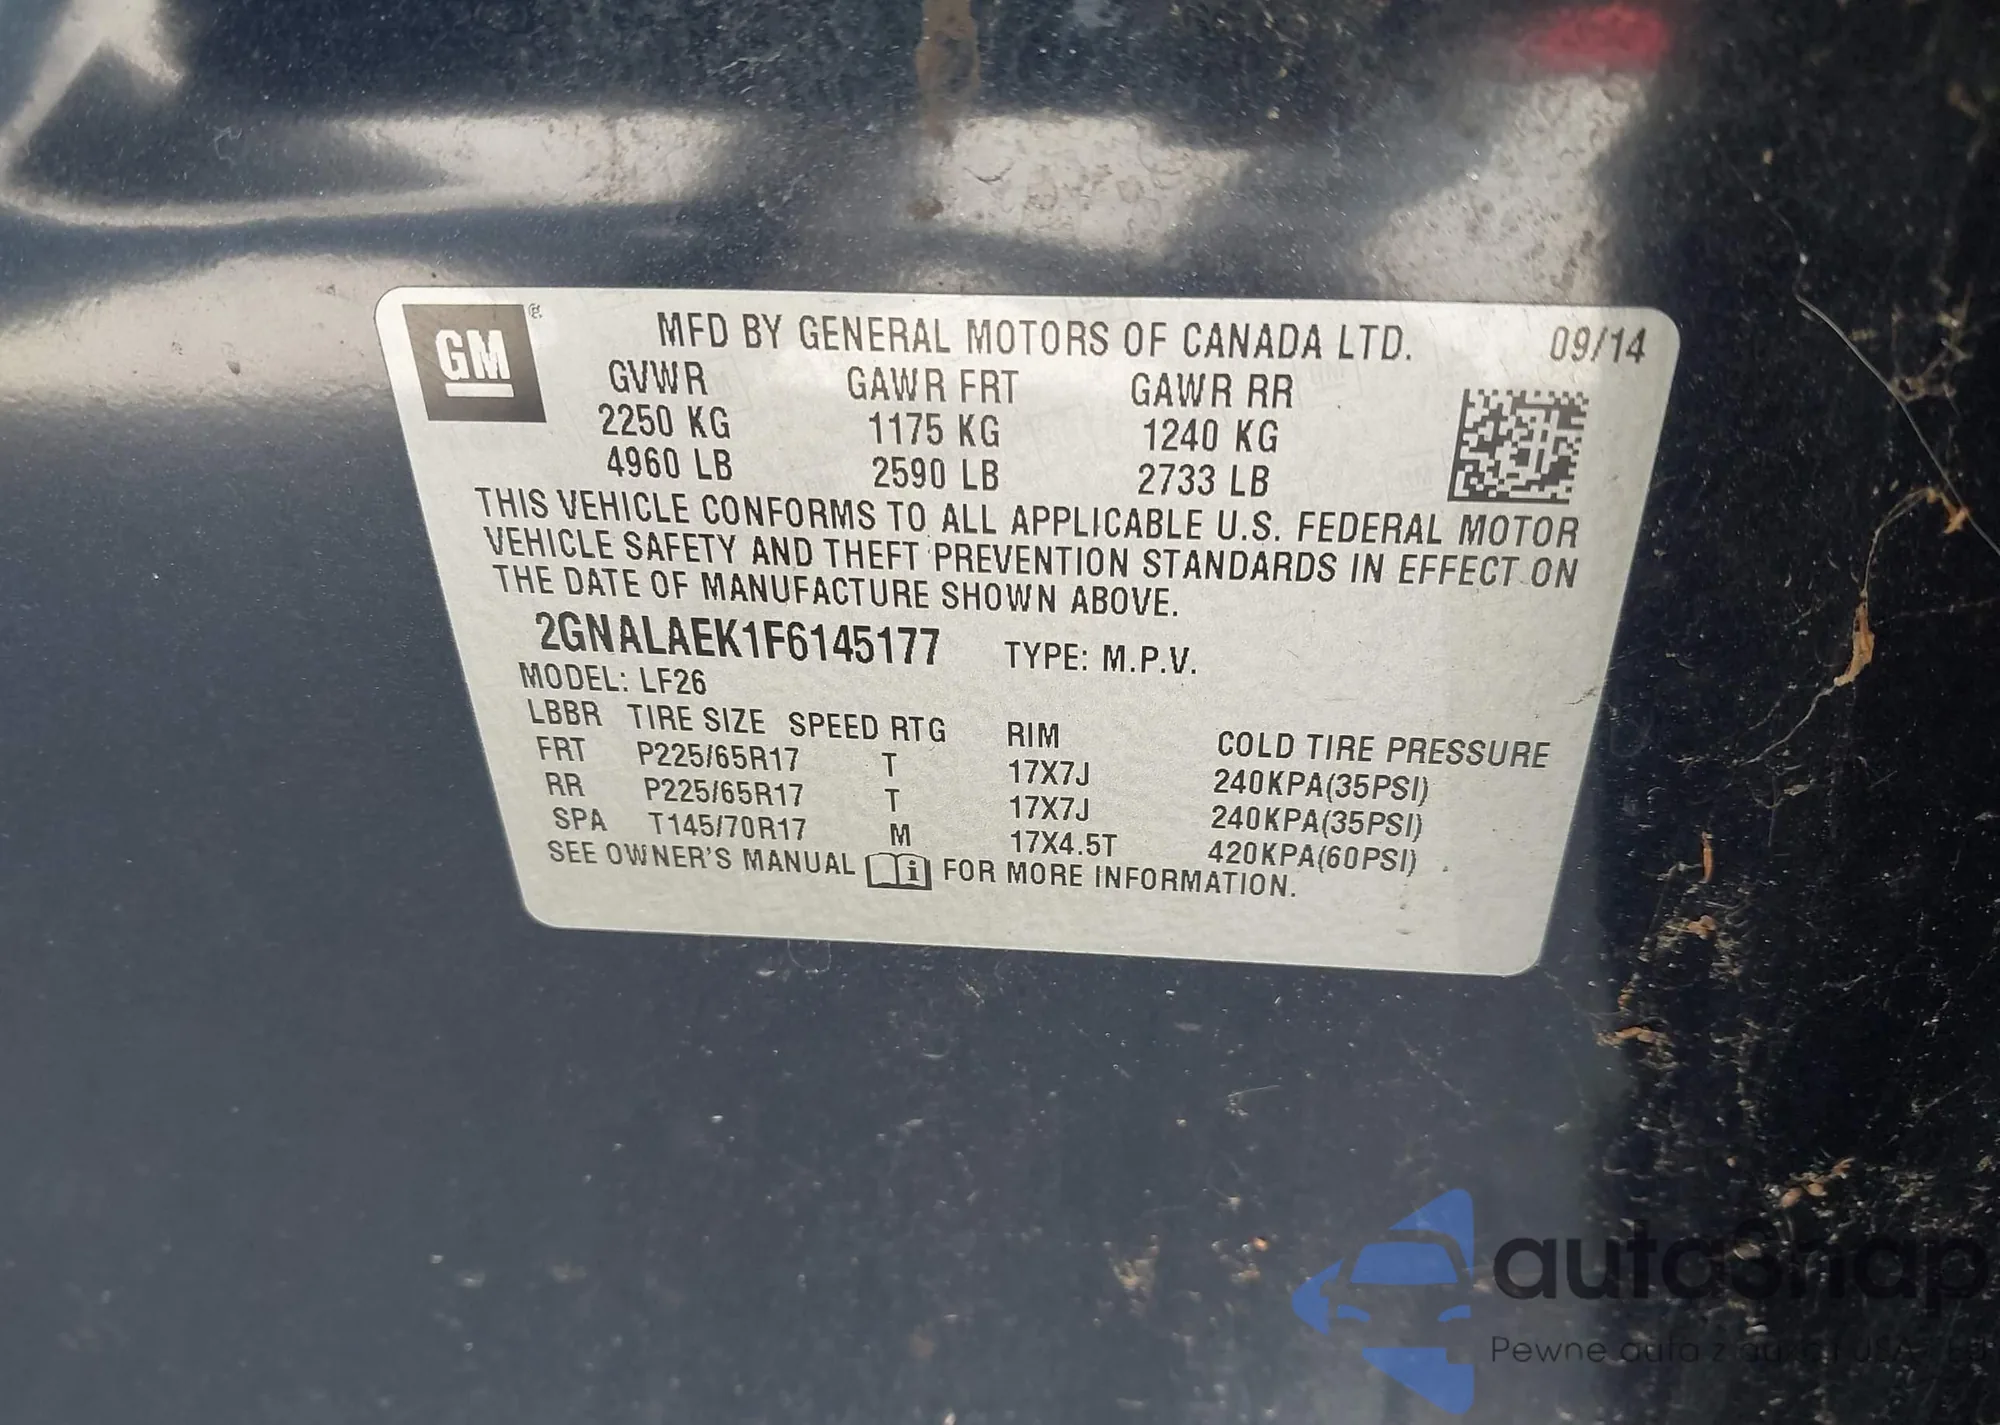 GM
MFD BY GENERAL MOTORS OF CANADA LTD. 09/14
GVWR GAWR FRT GAWR RR
2250 KG 1175 KG 1240 KG
4960 LB 2590 LB 2733 LB
THIS VEHICLE CONFORMS TO ALL APPLICABLE U.S. FEDERAL MOTOR
VEHICLE SAFETY AND THEFT PREVENTION STANDARDS IN EFFECT ON
THE DATE OF MANUFACTURE SHOWN ABOVE.
2GNALAEK1F6145177 TYPE: M.P.V.
MODEL: LF26
LBBR TIRE SIZE SPEED RTG RIM COLD TIRE PRESSURE
FRT P225/65R17 T 17X7J 240KPA(35PSI)
RR P225/65R17 T 17X7J 240KPA(35PSI)
SPA T145/70R17 M 17X4.5T 420KPA(60PSI)
SEE OWNER'S MANUAL i FOR MORE INFORMATION.
autaSnap
Pewne auta z